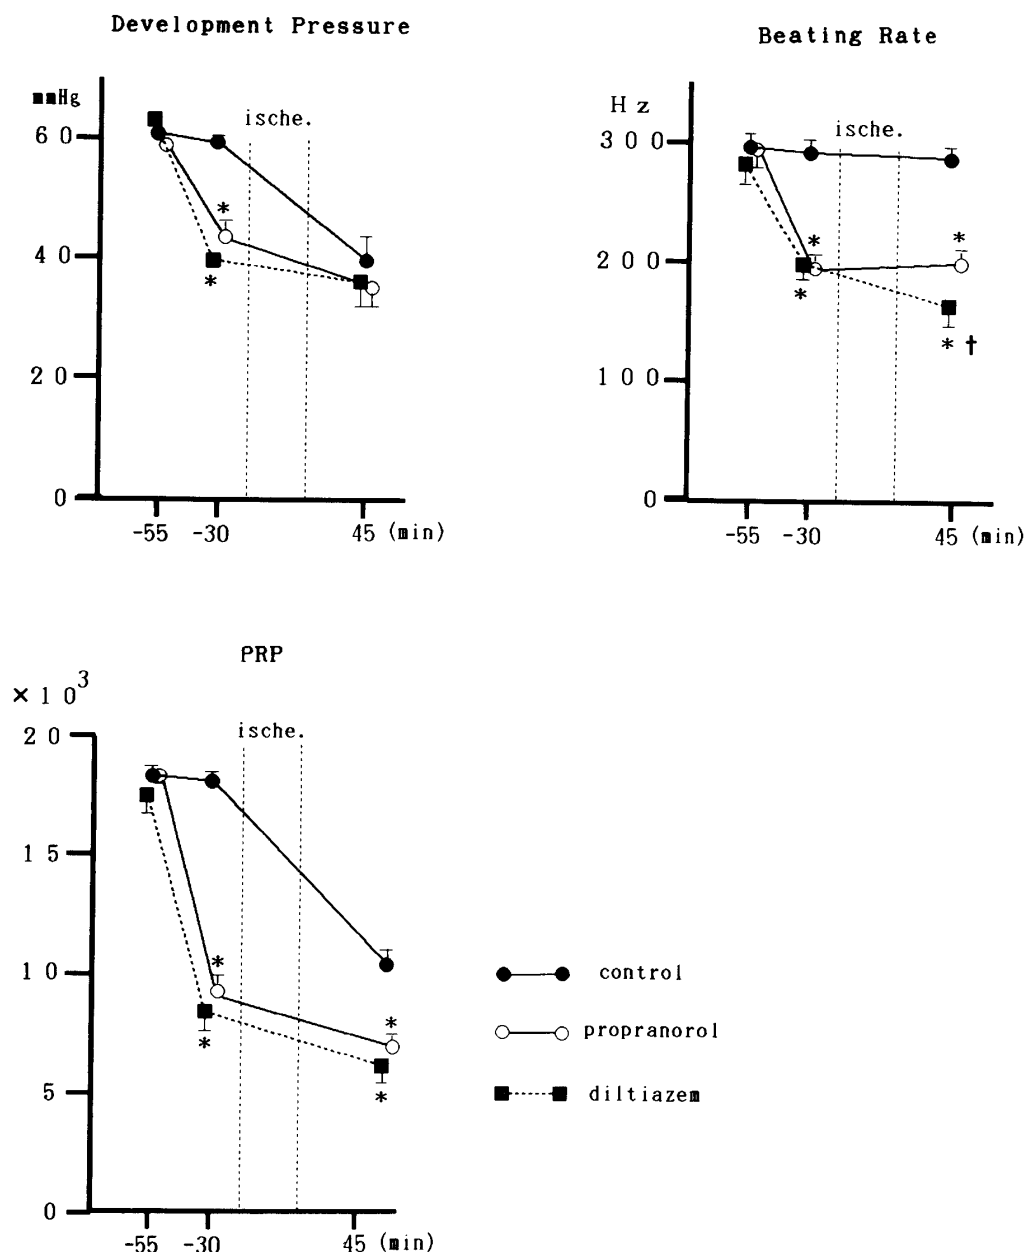 Development Pressure
mmHg
60
40
20
0
ische.
*
*
-55 -30 45 (min)
Beating Rate
Hz
300
200
100
0
ische.
*
*
*
* †
-55 -30 45 (min)
PRP
×10³
20
15
10
5
0
ische.
*
*
*
*
-55 -30 45 (min)
control
propranorol
diltiazem